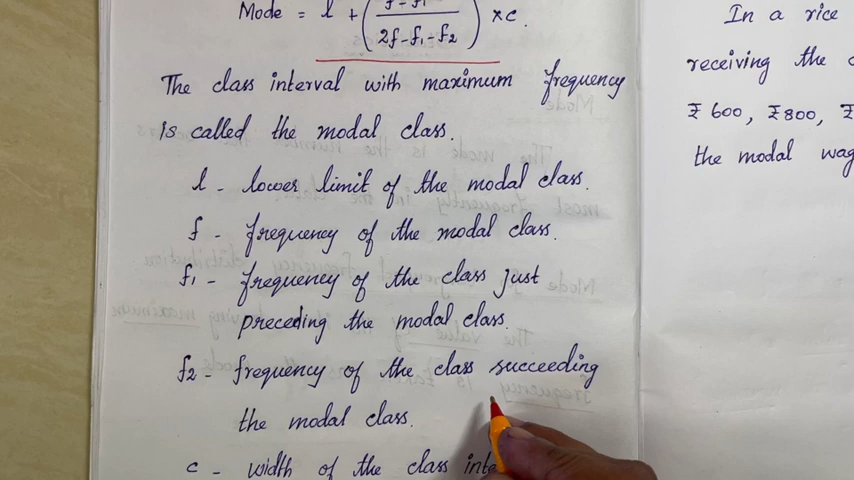 Mode = l + ( f - f1 / 2f - f1 - f2 ) × c.
The class interval with maximum frequency
is called the modal class.
l - lower limit of the modal class.
f - frequency of the modal class.
f1 - frequency of the class just
preceding the modal class.
f2 - frequency of the class succeeding
the modal class.
c - width of the class
In a rice
receiving the
₹ 600, ₹ 800, ₹
the modal